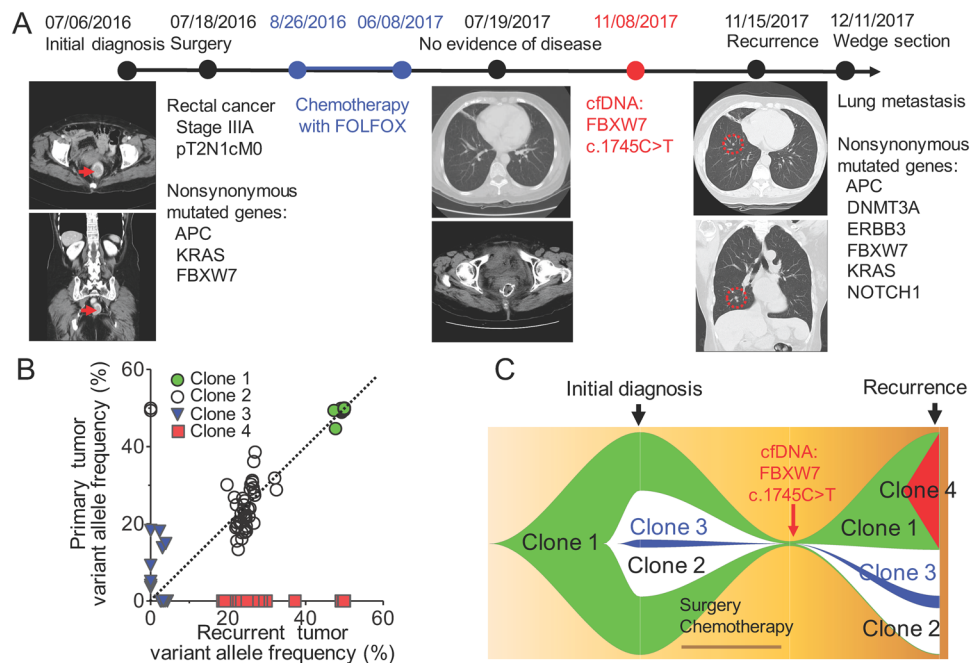 A
07/06/2016
Initial diagnosis
07/18/2016
Surgery
8/26/2016
06/08/2017
07/19/2017
No evidence of disease
11/08/2017
11/15/2017
Recurrence
12/11/2017
Wedge section
Rectal cancer
Stage IIIA
pT2N1cM0
Nonsynonymous
mutated genes:
APC
KRAS
FBXW7
Chemotherapy
with FOLFOX
cfDNA:
FBXW7
c.1745C>T
Lung metastasis
Nonsynonymous
mutated genes:
APC
DNMT3A
ERBB3
FBXW7
KRAS
NOTCH1
B
Primary tumor
variant allele frequency (%)
60
40
20
0
Clone 1
Clone 2
Clone 3
Clone 4
0
20
40
60
Recurrent tumor
variant allele frequency (%)
C
Initial diagnosis
Recurrence
cfDNA:
FBXW7
c.1745C>T
Clone 4
Clone 1
Clone 3
Clone 1
Clone 2
Clone 3
Clone 2
Surgery
Chemotherapy